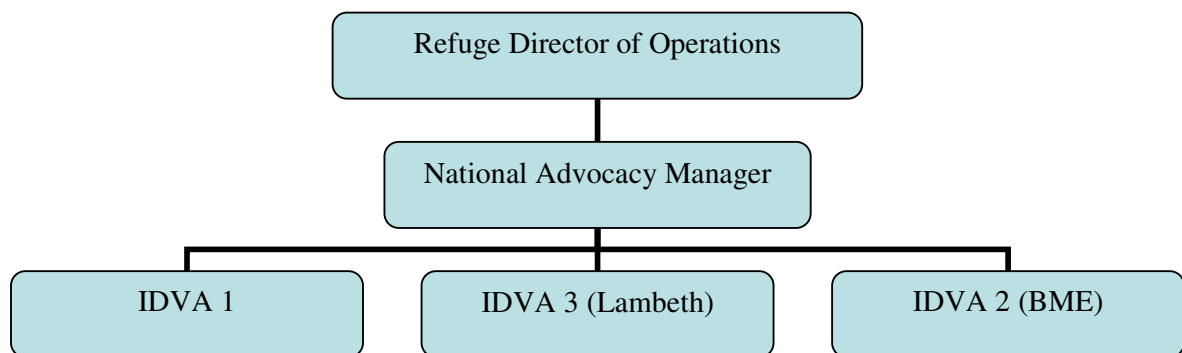 Refuge Director of Operations
National Advocacy Manager
IDVA 1
IDVA 3 (Lambeth)
IDVA 2 (BME)